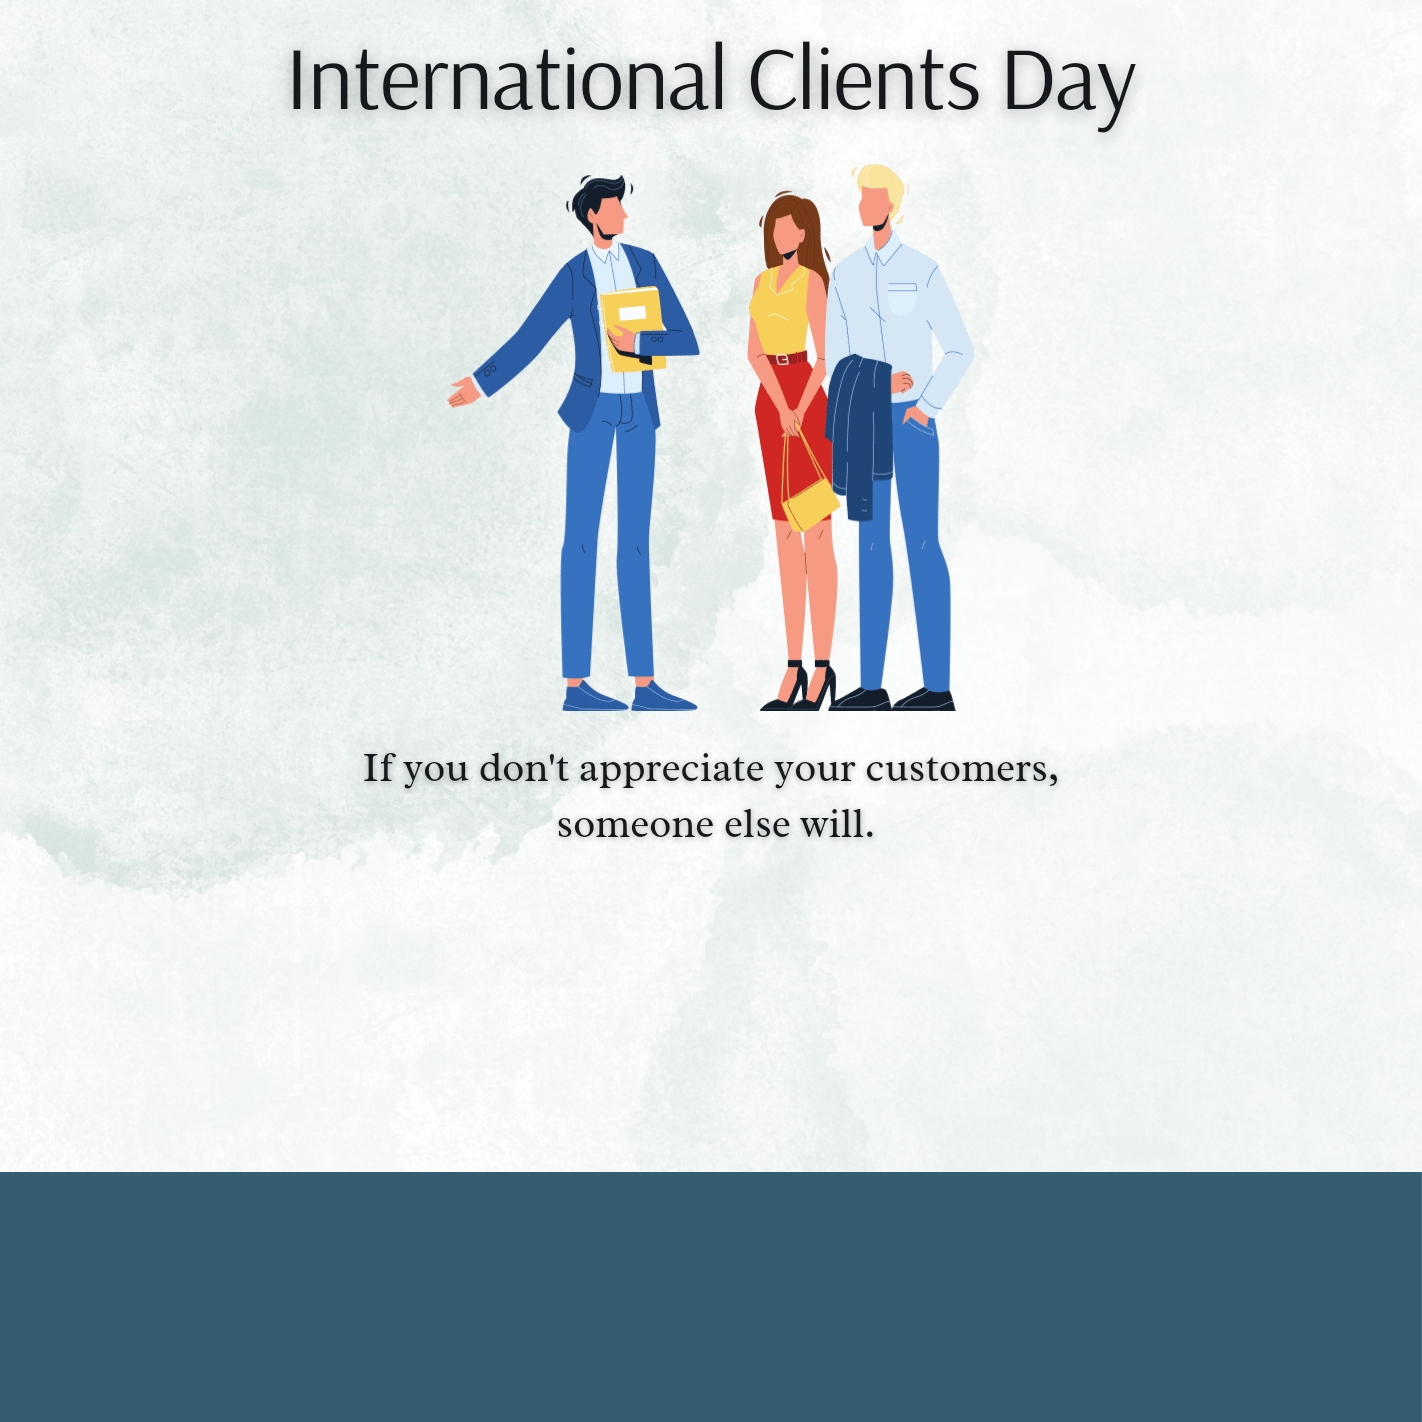 International Clients Day
If you don't appreciate your customers,
someone else will.